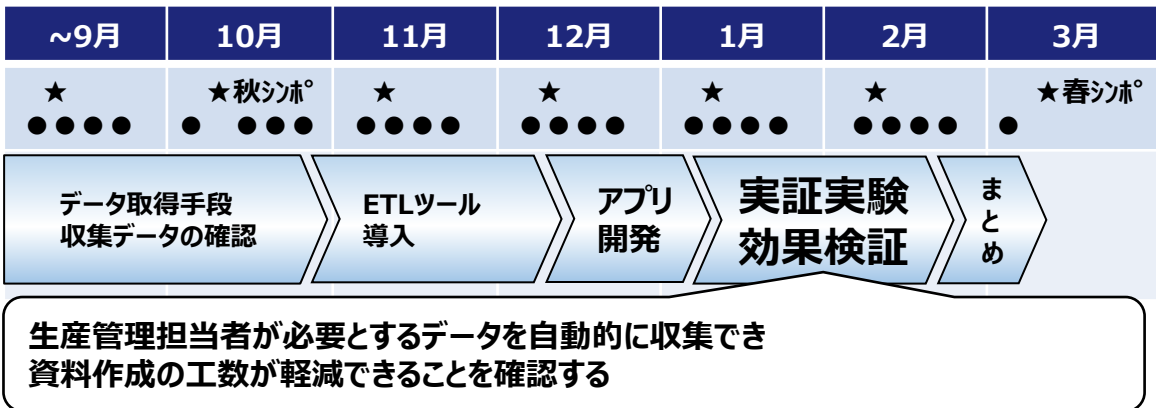 ~9月 10月 11月 12月 1月 2月 3月
★ ★秋ｼﾝﾎﾟ ★ ★ ★ ★ ★春ｼﾝﾎﾟ
●●●● ● ●●● ●●●● ●●●● ●●●● ●●●● ●
データ取得手段
収集データの確認
ETLツール
導入
アプリ
開発
実証実験
効果検証
まとめ
生産管理担当者が必要とするデータを自動的に収集でき
資料作成の工数が軽減できることを確認する